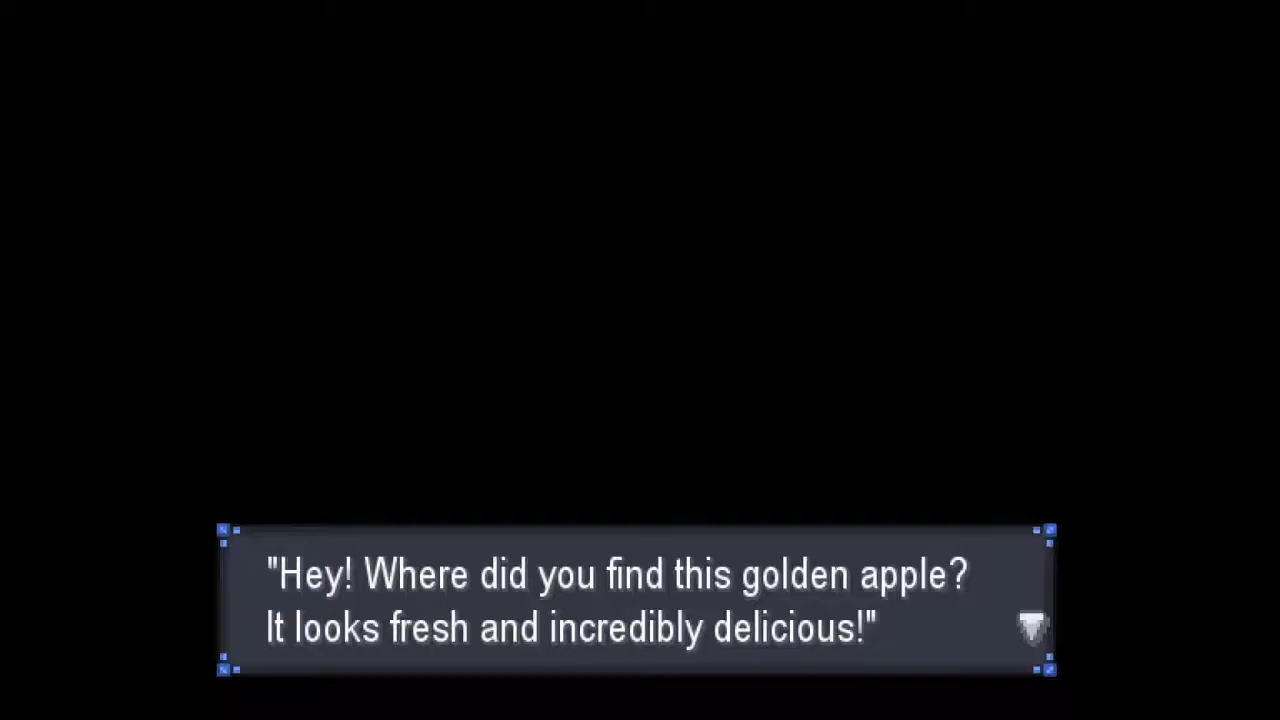 "Hey! Where did you find this golden apple?
It looks fresh and incredibly delicious!"